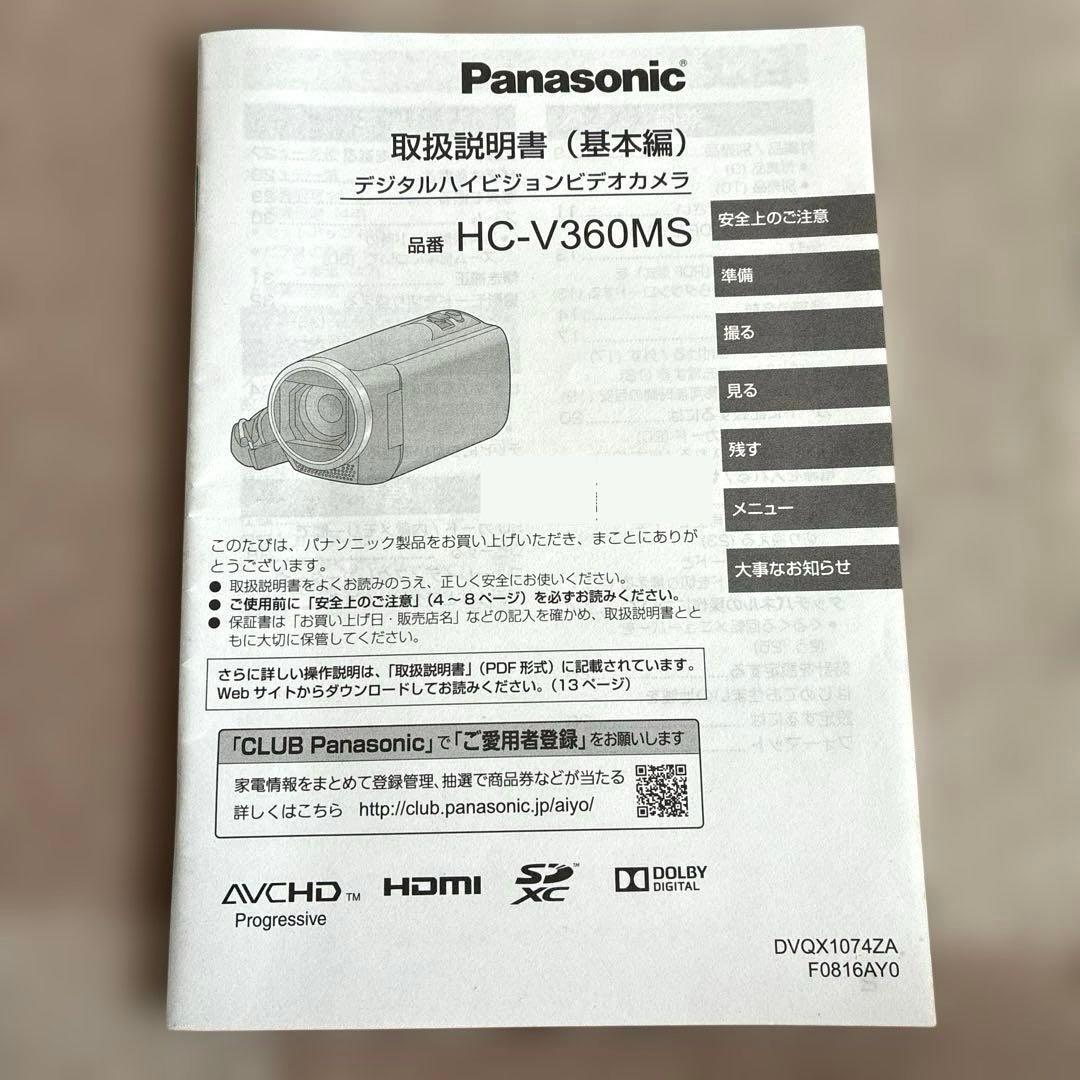 Panasonic®
取扱説明書（基本編）
デジタルハイビジョンビデオカメラ
品番 HC-V360MS
安全上のご注意
準備
撮る
見る
残す
メニュー
大事なお知らせ
このたびは、パナソニック製品をお買い上げいただき、まことにありが
とうございます。
● 取扱説明書をよくお読みのうえ、正しく安全にお使いください。
● ご使用前に「安全上のご注意」（4～8ページ）を必ずお読みください。
● 保証書は「お買い上げ日・販売店名」などの記入を確かめ、取扱説明書とと
もに大切に保管してください。
さらに詳しい操作説明は、「取扱説明書」（PDF形式）に記載されています。
Webサイトからダウンロードしてお読みください。（13ページ）
「CLUB Panasonic」で「ご愛用者登録」をお願いします
家電情報をまとめて登録管理、抽選で商品券などが当たる
詳しくはこちら http://club.panasonic.jp/aiyo/
AVCHD™
Progressive
HDMI
SD™
XC
DOLBY
DIGITAL
DVQX1074ZA
F0816AY0